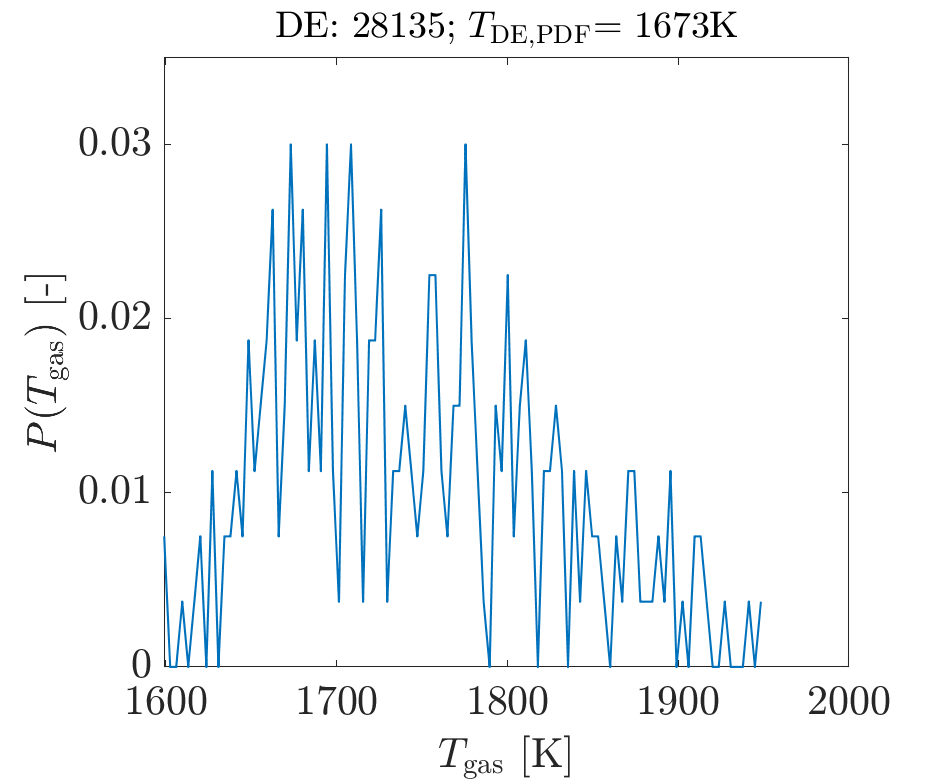 DE: 28135; T_DE,PDF= 1673K
0.03
0.02
0.01
0
P(T_gas) [-]
1600 1700 1800 1900 2000
T_gas [K]